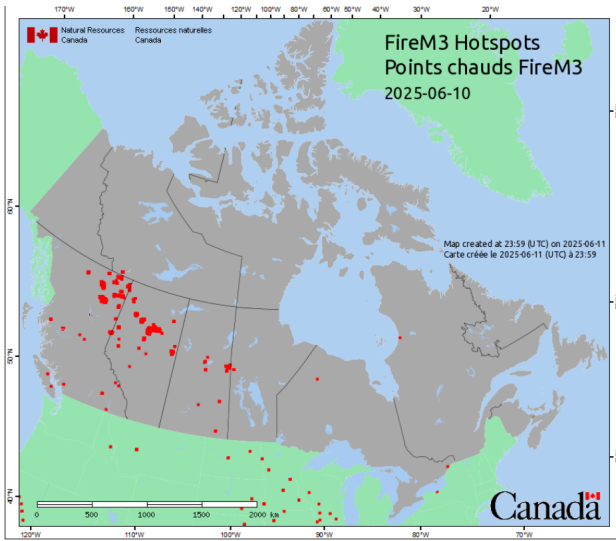 170°W 160°W 150°W 140°W 130°W 120°W 110°W 100°W 90°W 80°W 60°W 50°W 40°W 30°W 20°W 10°W
Natural Resources Canada
Ressources naturelles Canada
FireM3 Hotspots
Points chauds FireM3
2025-06-10
60°N
Map created at 23:59 (UTC) on 2025-06-11
Carte créée le 2025-06-11 (UTC) à 23:59
40°N
0 500 1000 1500 2000 km
Canada
120°W 110°W 100°W 90°W 80°W 70°W